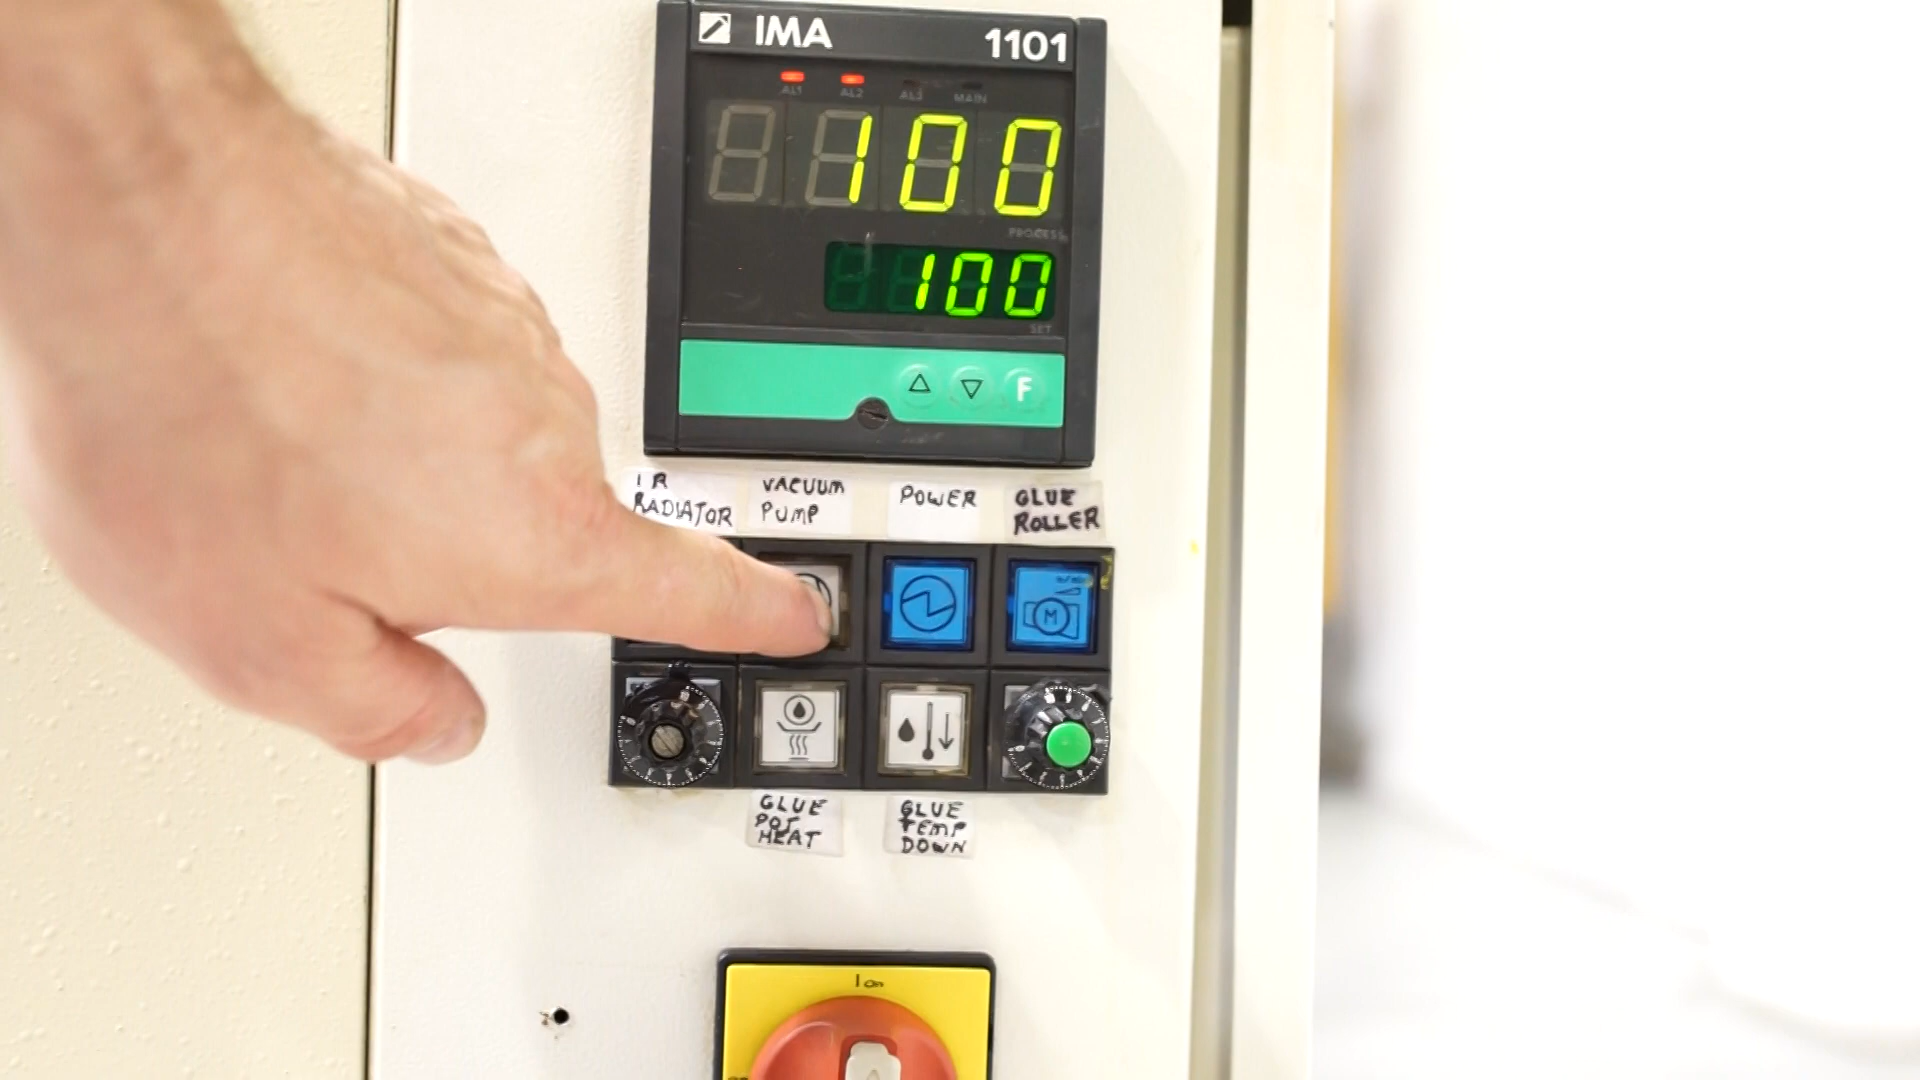 IMA 1101
AL1 AL2 AL3 MAIN
100
PROCESS
100
SET
F
IR
RADIATOR
VACUUM
PUMP
POWER
GLUE
ROLLER
M
GLUE
POT
HEAT
GLUE
TEMP
DOWN
I On